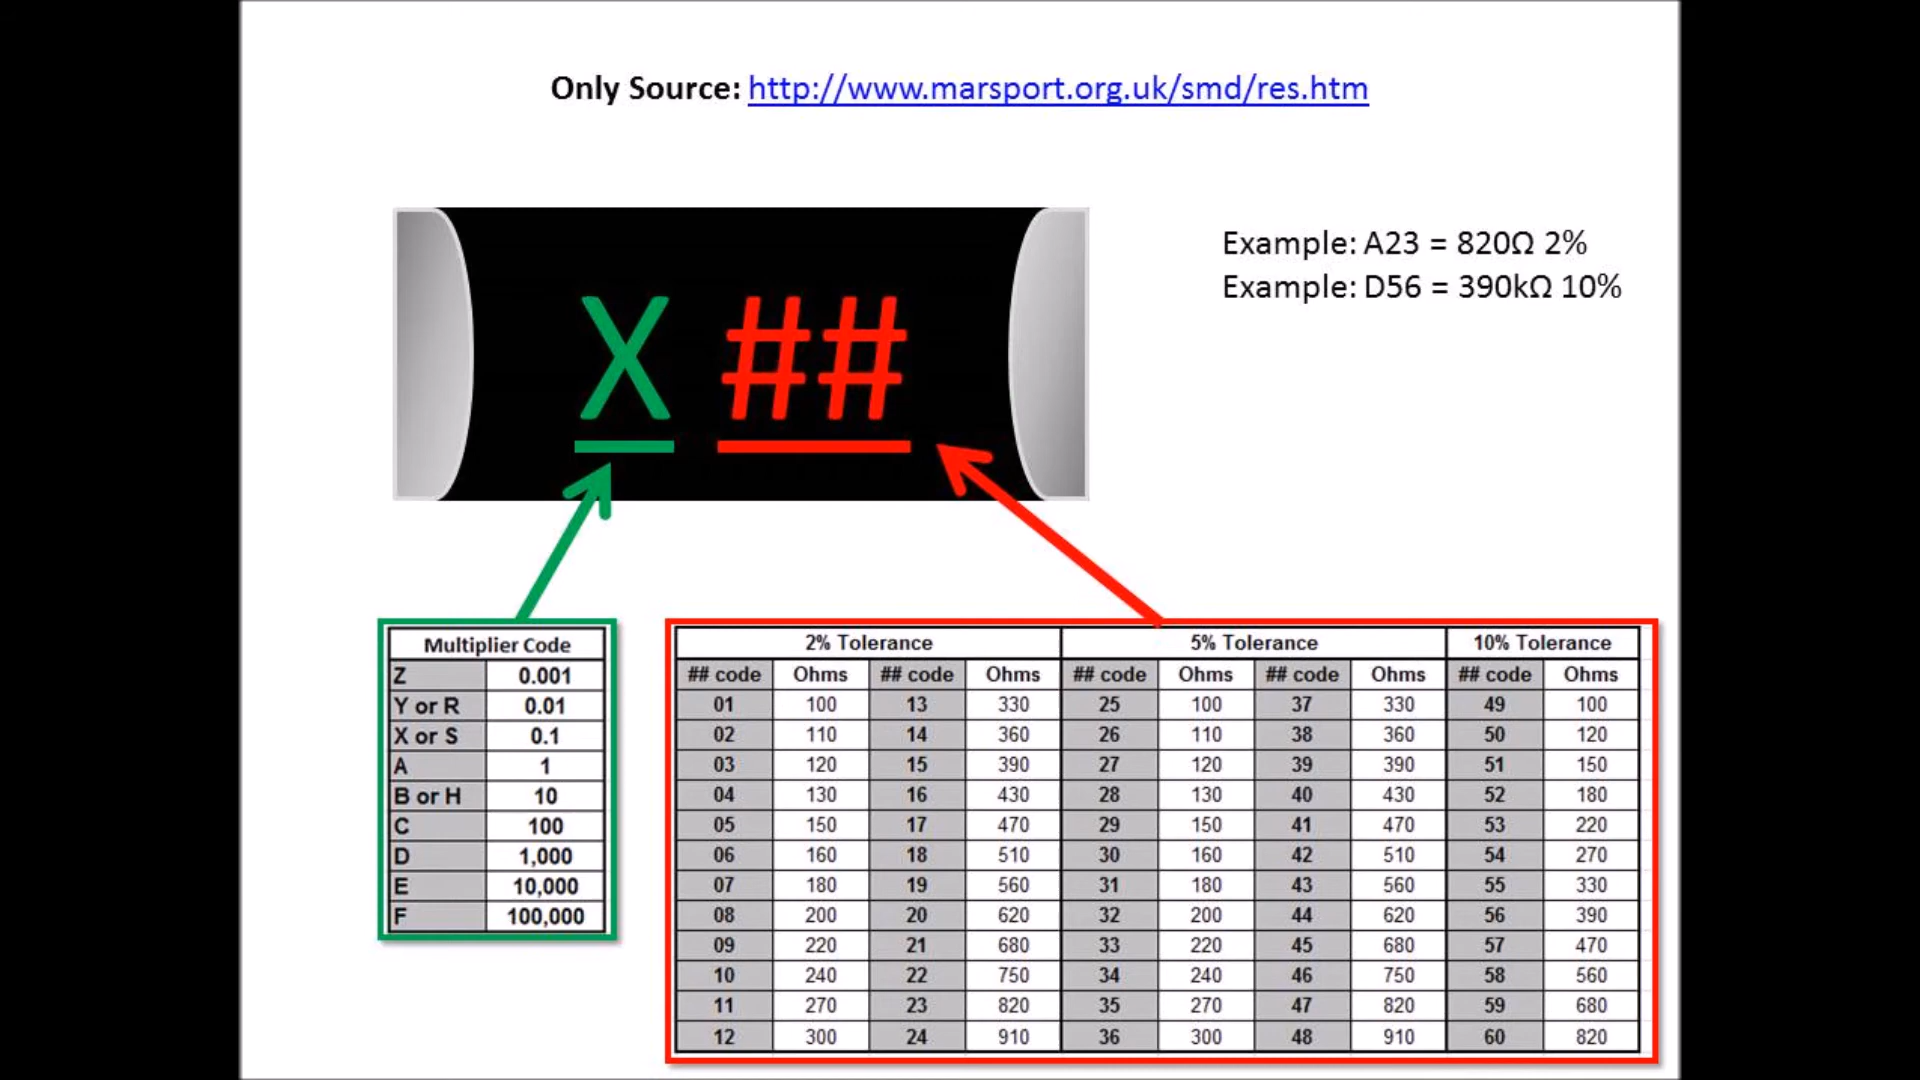 Only Source: http://www.marsport.org.uk/smd/res.htm
Example: A23 = 820Ω 2%
Example: D56 = 390kΩ 10%
X ##
Multiplier Code
Z 0.001
Y or R 0.01
X or S 0.1
A 1
B or H 10
C 100
D 1,000
E 10,000
F 100,000
2% Tolerance 5% Tolerance 10% Tolerance
## code Ohms ## code Ohms ## code Ohms ## code Ohms ## code Ohms
01 100 13 330 25 100 37 330 49 100
02 110 14 360 26 110 38 360 50 120
03 120 15 390 27 120 39 390 51 150
04 130 16 430 28 130 40 430 52 180
05 150 17 470 29 150 41 470 53 220
06 160 18 510 30 160 42 510 54 270
07 180 19 560 31 180 43 560 55 330
08 200 20 620 32 200 44 620 56 390
09 220 21 680 33 220 45 680 57 470
10 240 22 750 34 240 46 750 58 560
11 270 23 820 35 270 47 820 59 680
12 300 24 910 36 300 48 910 60 820